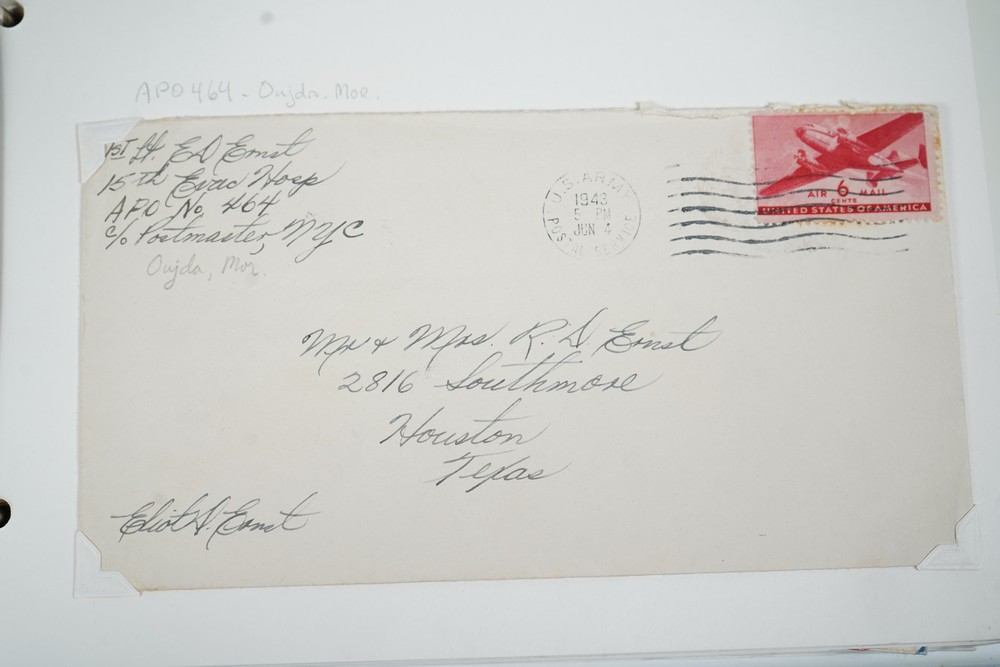 APO 464 - Oujda. Mor.
1ST Lt. E D Ernst
15th Evac Hosp
APO No. 464
c/o Postmaster, NYC
Oujda, Mor.
U.S. ARMY
1943
5 PM
JUN 4
POSTAL SERVICE
AIR 6 MAIL
CENTS
UNITED STATES OF AMERICA
Mr + Mrs. R. D Ernst
2816 Southmore
Houston
Texas
Eliot D. Ernst